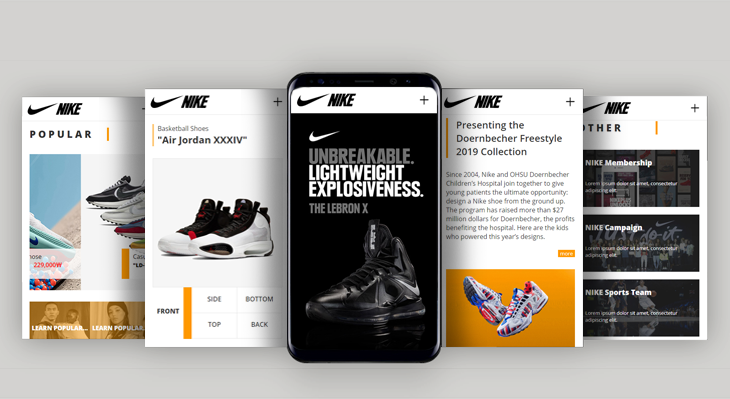 NIKE
POPULAR
229,000W
Casu
"LD-
LEARN POPULAR...
LEARN POPULAR
NIKE
Basketball Shoes
"Air Jordan XXXIV"
FRONT
SIDE
BOTTOM
TOP
BACK
NIKE
UNBREAKABLE.
LIGHTWEIGHT
EXPLOSIVENESS.
THE LEBRON X
NIKE
Presenting the
Doernbecher Freestyle
2019 Collection
Since 2004, Nike and OHSU Doernbecher
Children's Hospital join together to give
young patients the ultimate opportunity:
design a Nike shoe from the ground up.
The program has raised more than $27
million dollars for Doernbecher, the profits
benefiting the hospital. Here are the kids
who powered this year's designs.
more
NIKE
OTHER
NIKE Membership
Lorem ipsum dolor sit amet, consectetur
adipiscing elit.
NIKE Campaign
Lorem ipsum dolor sit amet, consectetur
adipiscing elit.
NIKE Sports Team
Lorem ipsum dolor sit amet, consectetur
adipiscing elit.